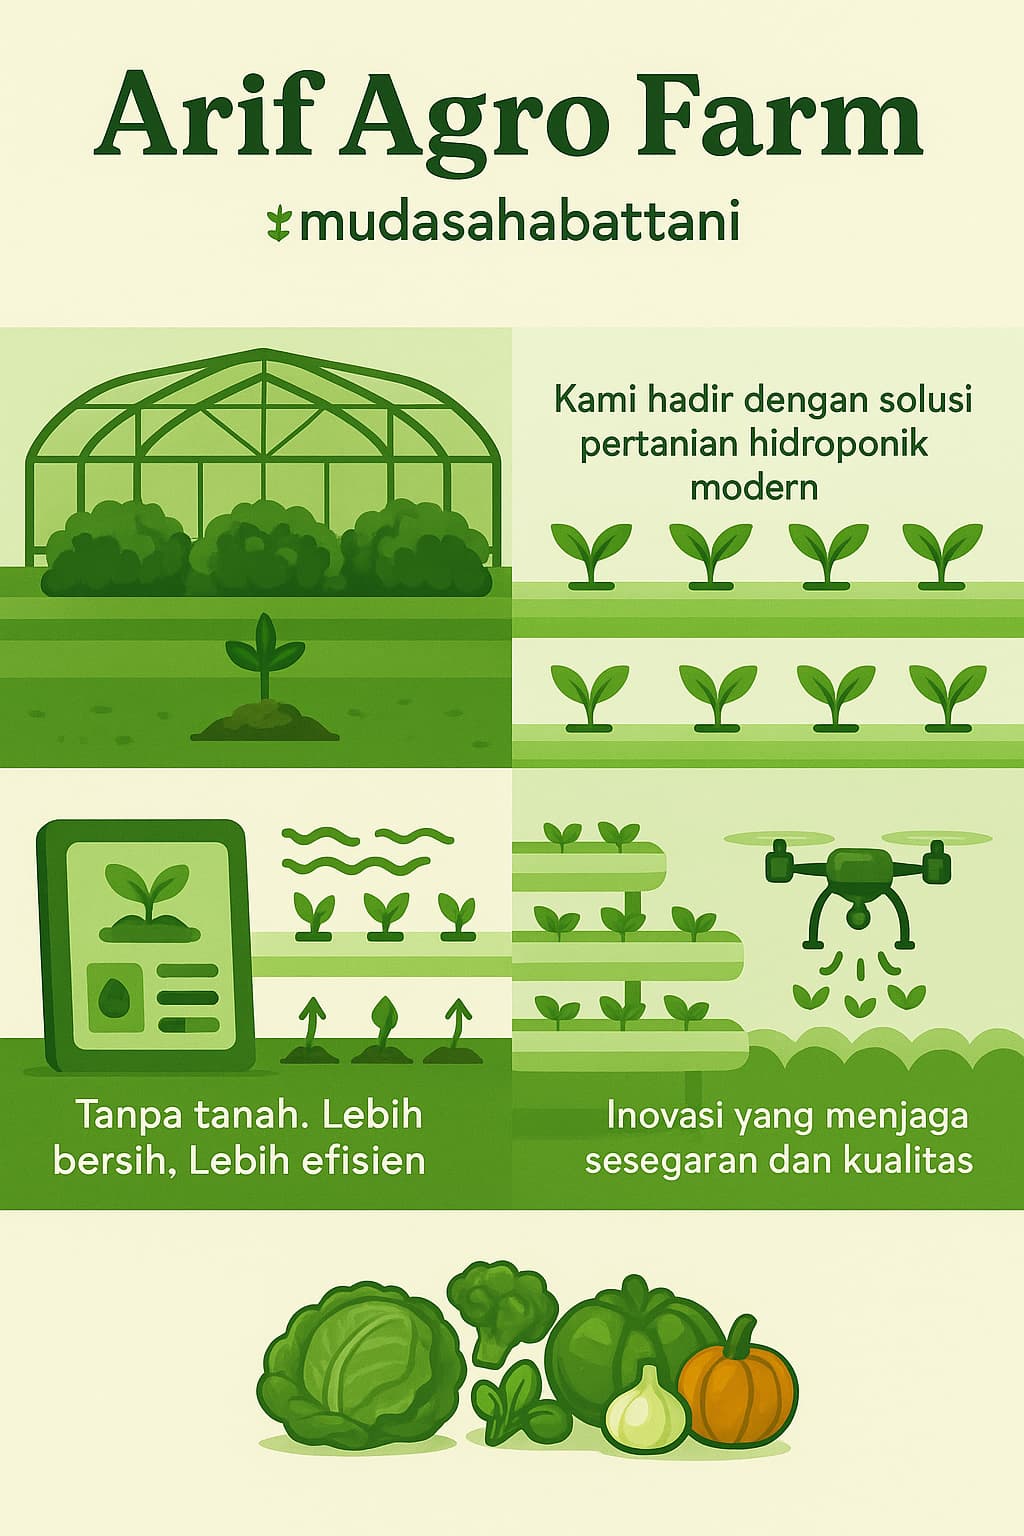 Arif Agro Farm
mudasahabattani
Kami hadir dengan solusi
pertanian hidroponik
modern
Tanpa tanah. Lebih
bersih, Lebih efisien
Inovasi yang menjaga
sesegaran dan kualitas